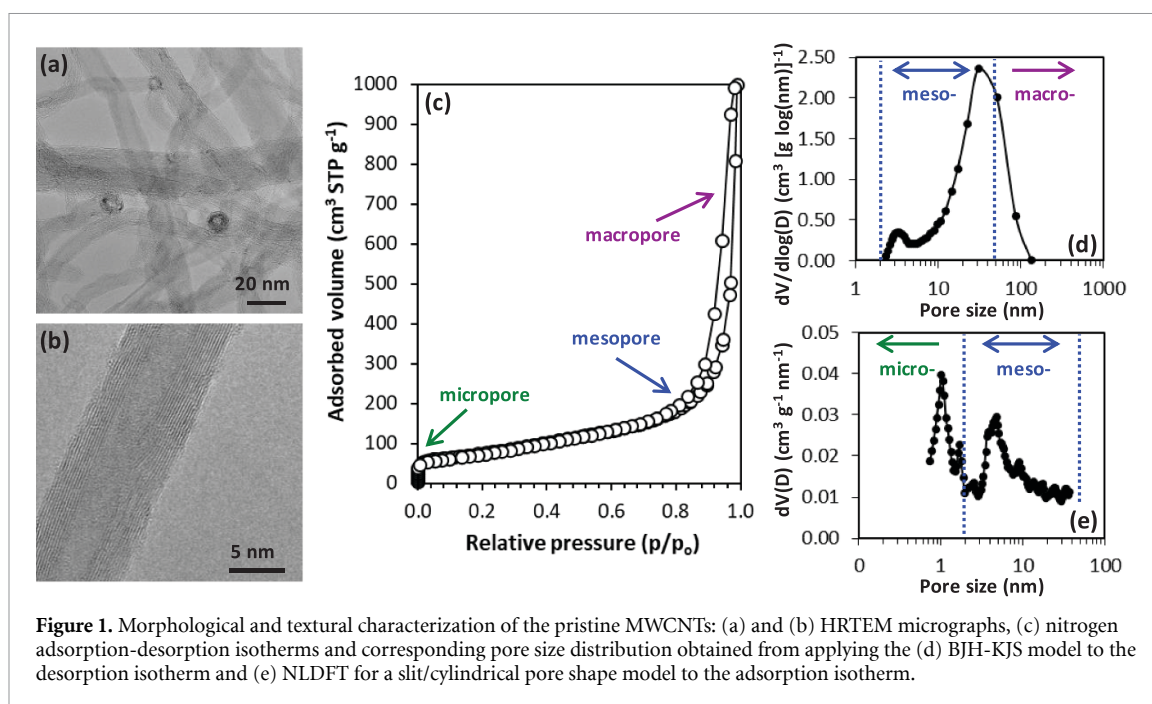 (a)
20 nm
(b)
5 nm
(c)
Adsorbed volume (cm³ STP g⁻¹)
1000
900
800
700
600
500
400
300
200
100
0
macropore
mesopore
micropore
0.0 0.2 0.4 0.6 0.8 1.0
Relative pressure (p/pₒ)
dV/dlog(D) (cm³ [g log(nm)]⁻¹
2.50
2.00
1.50
1.00
0.50
0.00
meso-
macro-
(d)
1 10 100 1000
Pore size (nm)
dV(D) (cm³ g⁻¹ nm⁻¹)
0.05
0.04
0.03
0.02
0.01
0.00
micro-
meso-
(e)
0 1 10 100
Pore size (nm)
Figure 1. Morphological and textural characterization of the pristine MWCNTs: (a) and (b) HRTEM micrographs, (c) nitrogen
adsorption-desorption isotherms and corresponding pore size distribution obtained from applying the (d) BJH-KJS model to the
desorption isotherm and (e) NLDFT for a slit/cylindrical pore shape model to the adsorption isotherm.